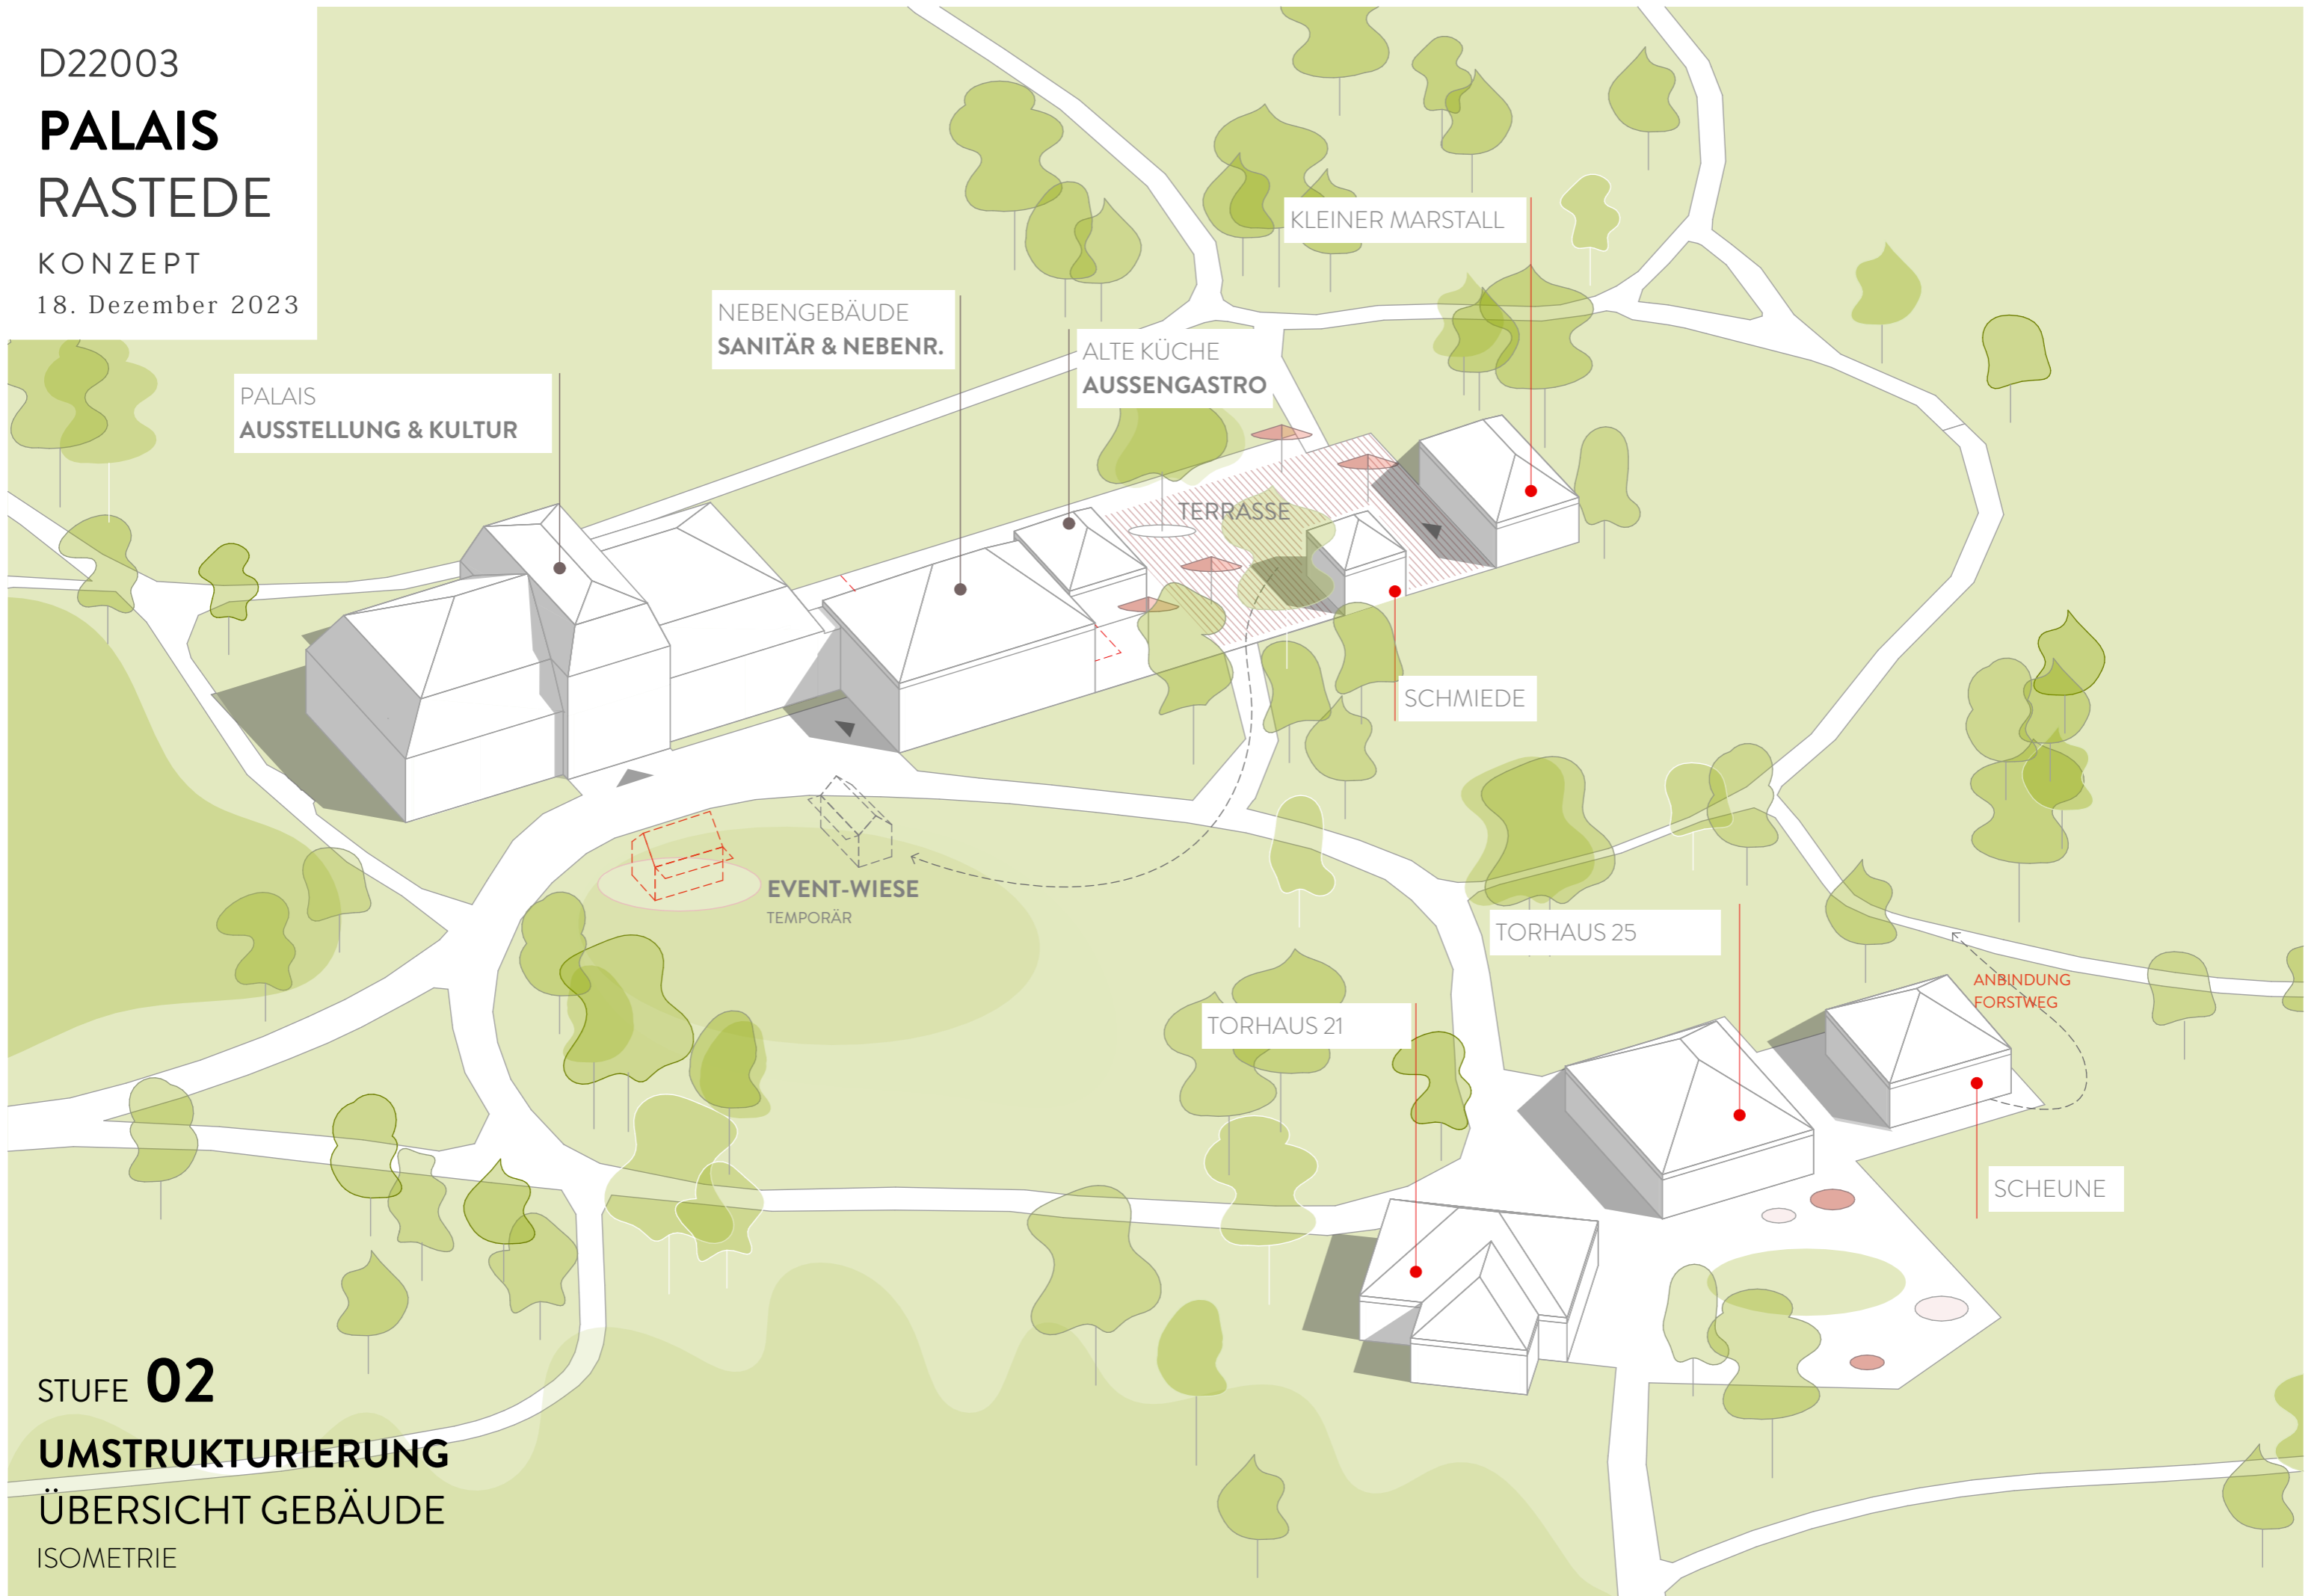 D22003
PALAIS
RASTEDE
KONZEPT
18. Dezember 2023
KLEINER MARSTALL
NEBENGEBÄUDE
SANITÄR & NEBENR.
ALTE KÜCHE
AUSSENGASTRO
PALAIS
AUSSTELLUNG & KULTUR
TERRASSE
SCHMIEDE
EVENT-WIESE
TEMPORÄR
TORHAUS 25
ANBINDUNG
FORSTWEG
TORHAUS 21
SCHEUNE
STUFE 02
UMSTRUKTURIERUNG
ÜBERSICHT GEBÄUDE
ISOMETRIE